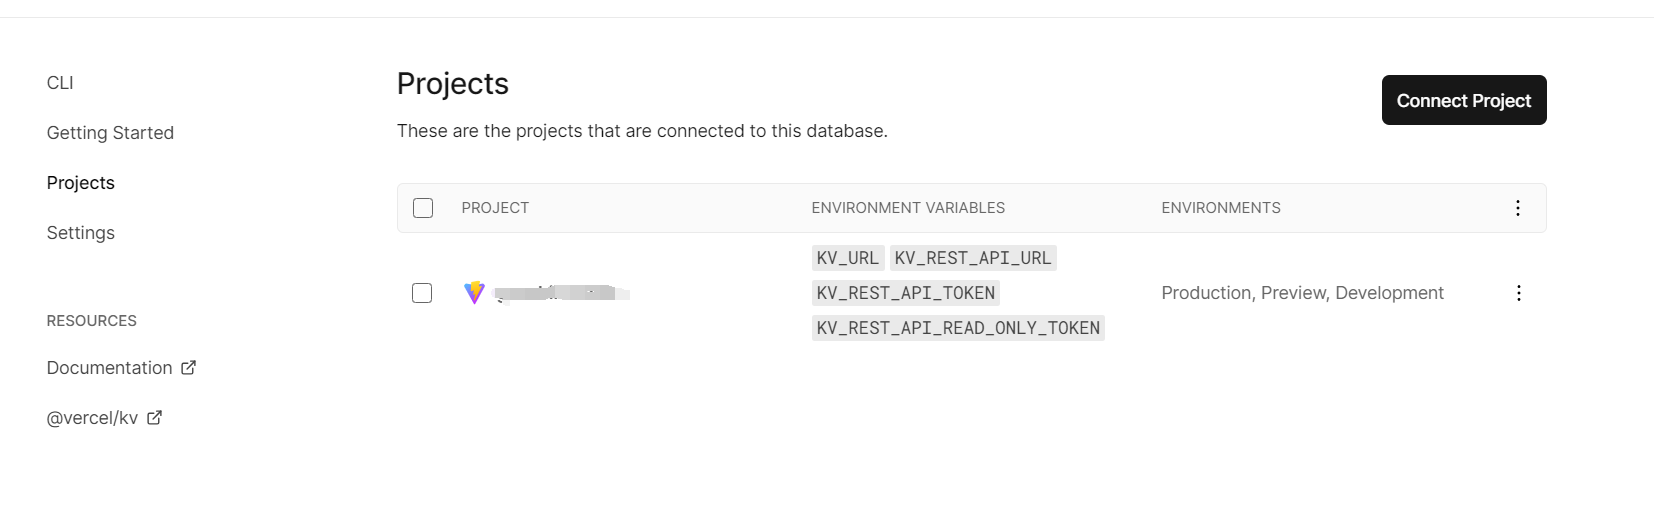 CLI
Getting Started
Projects
Settings
RESOURCES
Documentation
@vercel/kv
Projects
These are the projects that are connected to this database.
Connect Project
PROJECT ENVIRONMENT VARIABLES ENVIRONMENTS
KV_URL KV_REST_API_URL
KV_REST_API_TOKEN
KV_REST_API_READ_ONLY_TOKEN
Production, Preview, Development